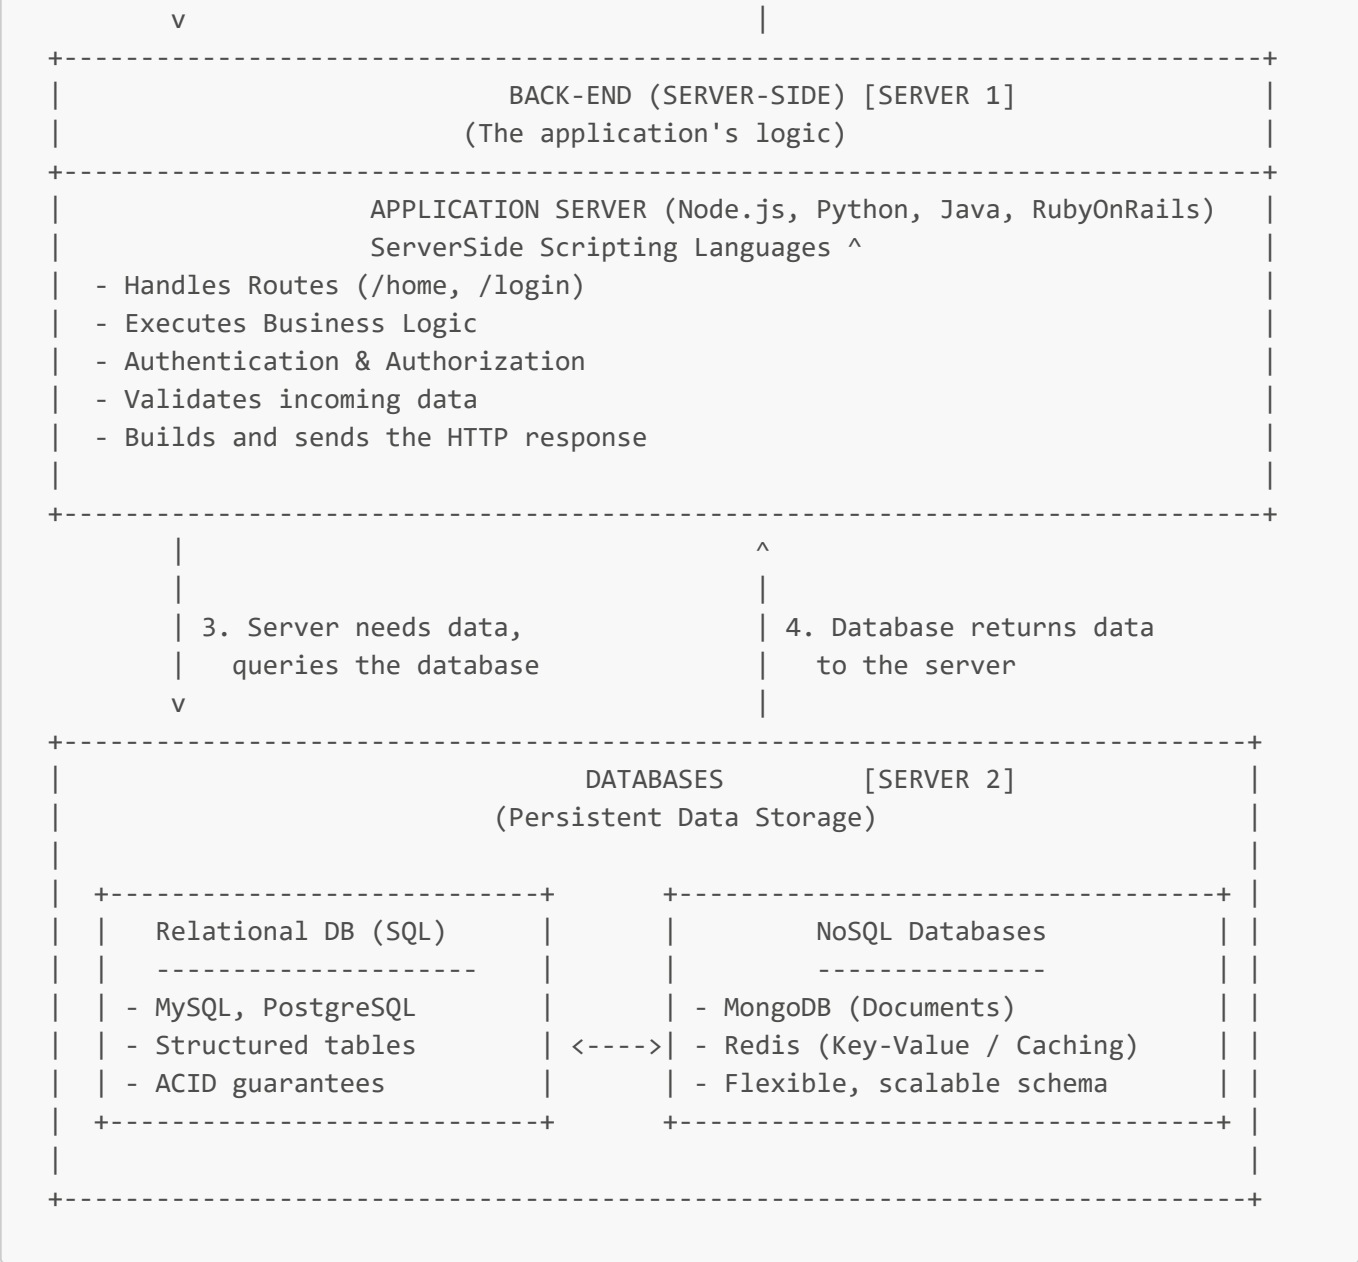 v                                      |
+------------------------------------------------------------------------------+
|                             BACK-END (SERVER-SIDE) [SERVER 1]                |
|                          (The application's logic)                           |
+------------------------------------------------------------------------------+
|                    APPLICATION SERVER (Node.js, Python, Java, RubyOnRails)   |
|                    ServerSide Scripting Languages ^                          |
|  - Handles Routes (/home, /login)                                            |
|  - Executes Business Logic                                                   |
|  - Authentication & Authorization                                            |
|  - Validates incoming data                                                   |
|  - Builds and sends the HTTP response                                        |
|                                                                              |
+------------------------------------------------------------------------------+
        |                                     ^
        |                                     |
        | 3. Server needs data,               | 4. Database returns data
        |   queries the database              |   to the server
        v                                     |
+-----------------------------------------------------------------------------+
|                                  DATABASES         [SERVER 2]               |
|                            (Persistent Data Storage)                        |
|                                                                             |
|  +----------------------------+       +-----------------------------------+ |
|  |   Relational DB (SQL)      |       |         NoSQL Databases           | |
|  |   ---------------------    |       |         ---------------           | |
|  | - MySQL, PostgreSQL        |       | - MongoDB (Documents)             | |
|  | - Structured tables        | <---->| - Redis (Key-Value / Caching)     | |
|  | - ACID guarantees          |       | - Flexible, scalable schema       | |
|  +----------------------------+       +-----------------------------------+ |
|                                                                             |
+-----------------------------------------------------------------------------+